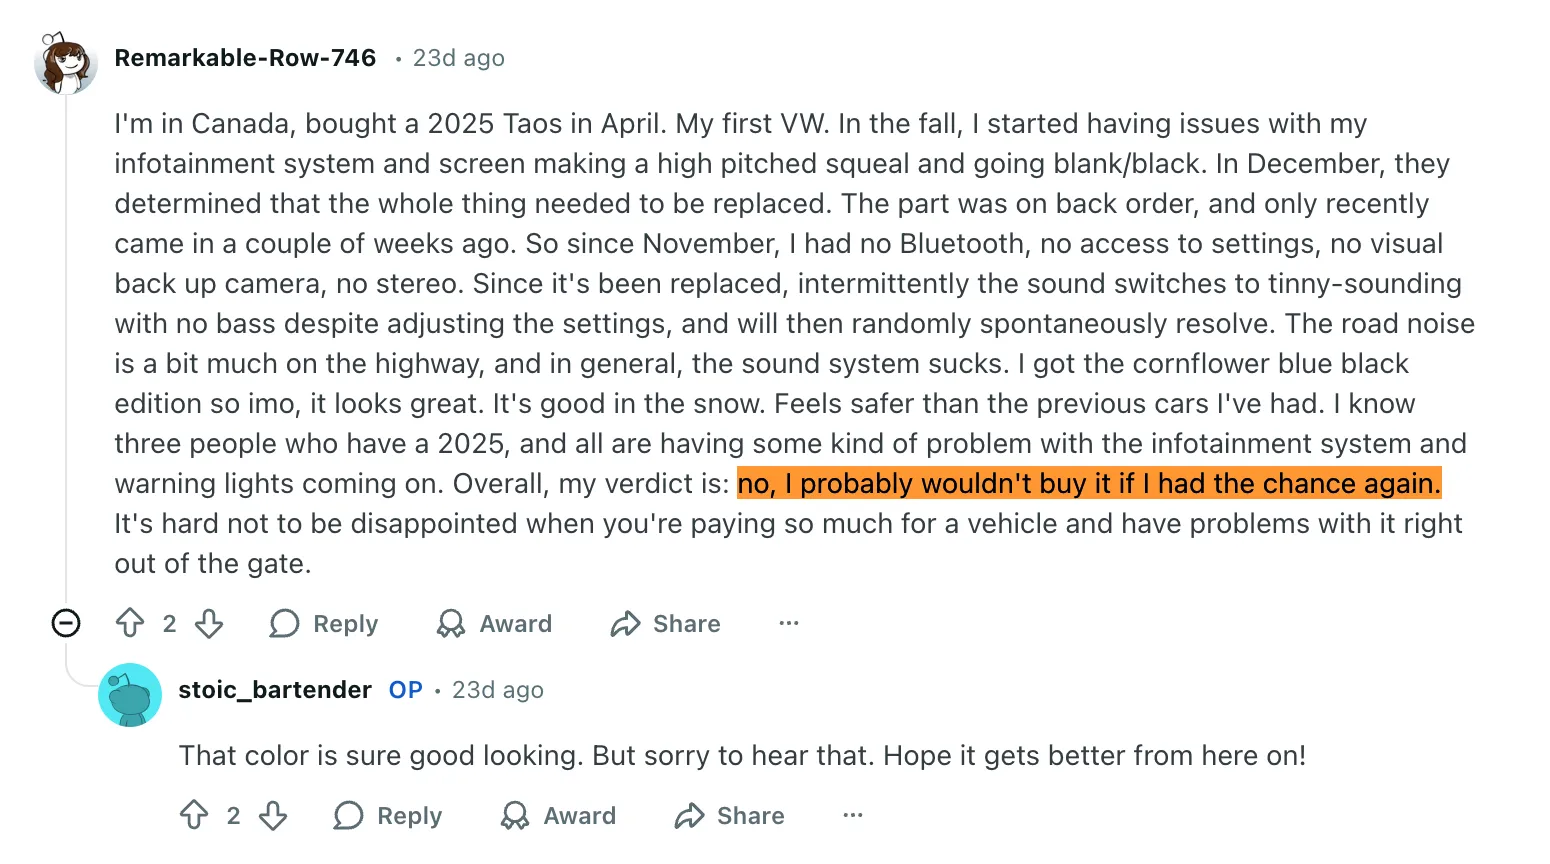 Remarkable-Row-746 • 23d ago
I'm in Canada, bought a 2025 Taos in April. My first VW. In the fall, I started having issues with my
infotainment system and screen making a high pitched squeal and going blank/black. In December, they
determined that the whole thing needed to be replaced. The part was on back order, and only recently
came in a couple of weeks ago. So since November, I had no Bluetooth, no access to settings, no visual
back up camera, no stereo. Since it's been replaced, intermittently the sound switches to tinny-sounding
with no bass despite adjusting the settings, and will then randomly spontaneously resolve. The road noise
is a bit much on the highway, and in general, the sound system sucks. I got the cornflower blue black
edition so imo, it looks great. It's good in the snow. Feels safer than the previous cars I've had. I know
three people who have a 2025, and all are having some kind of problem with the infotainment system and
warning lights coming on. Overall, my verdict is: no, I probably wouldn't buy it if I had the chance again.
It's hard not to be disappointed when you're paying so much for a vehicle and have problems with it right
out of the gate.
2 Reply Award Share ...
stoic_bartender OP • 23d ago
That color is sure good looking. But sorry to hear that. Hope it gets better from here on!
2 Reply Award Share ...